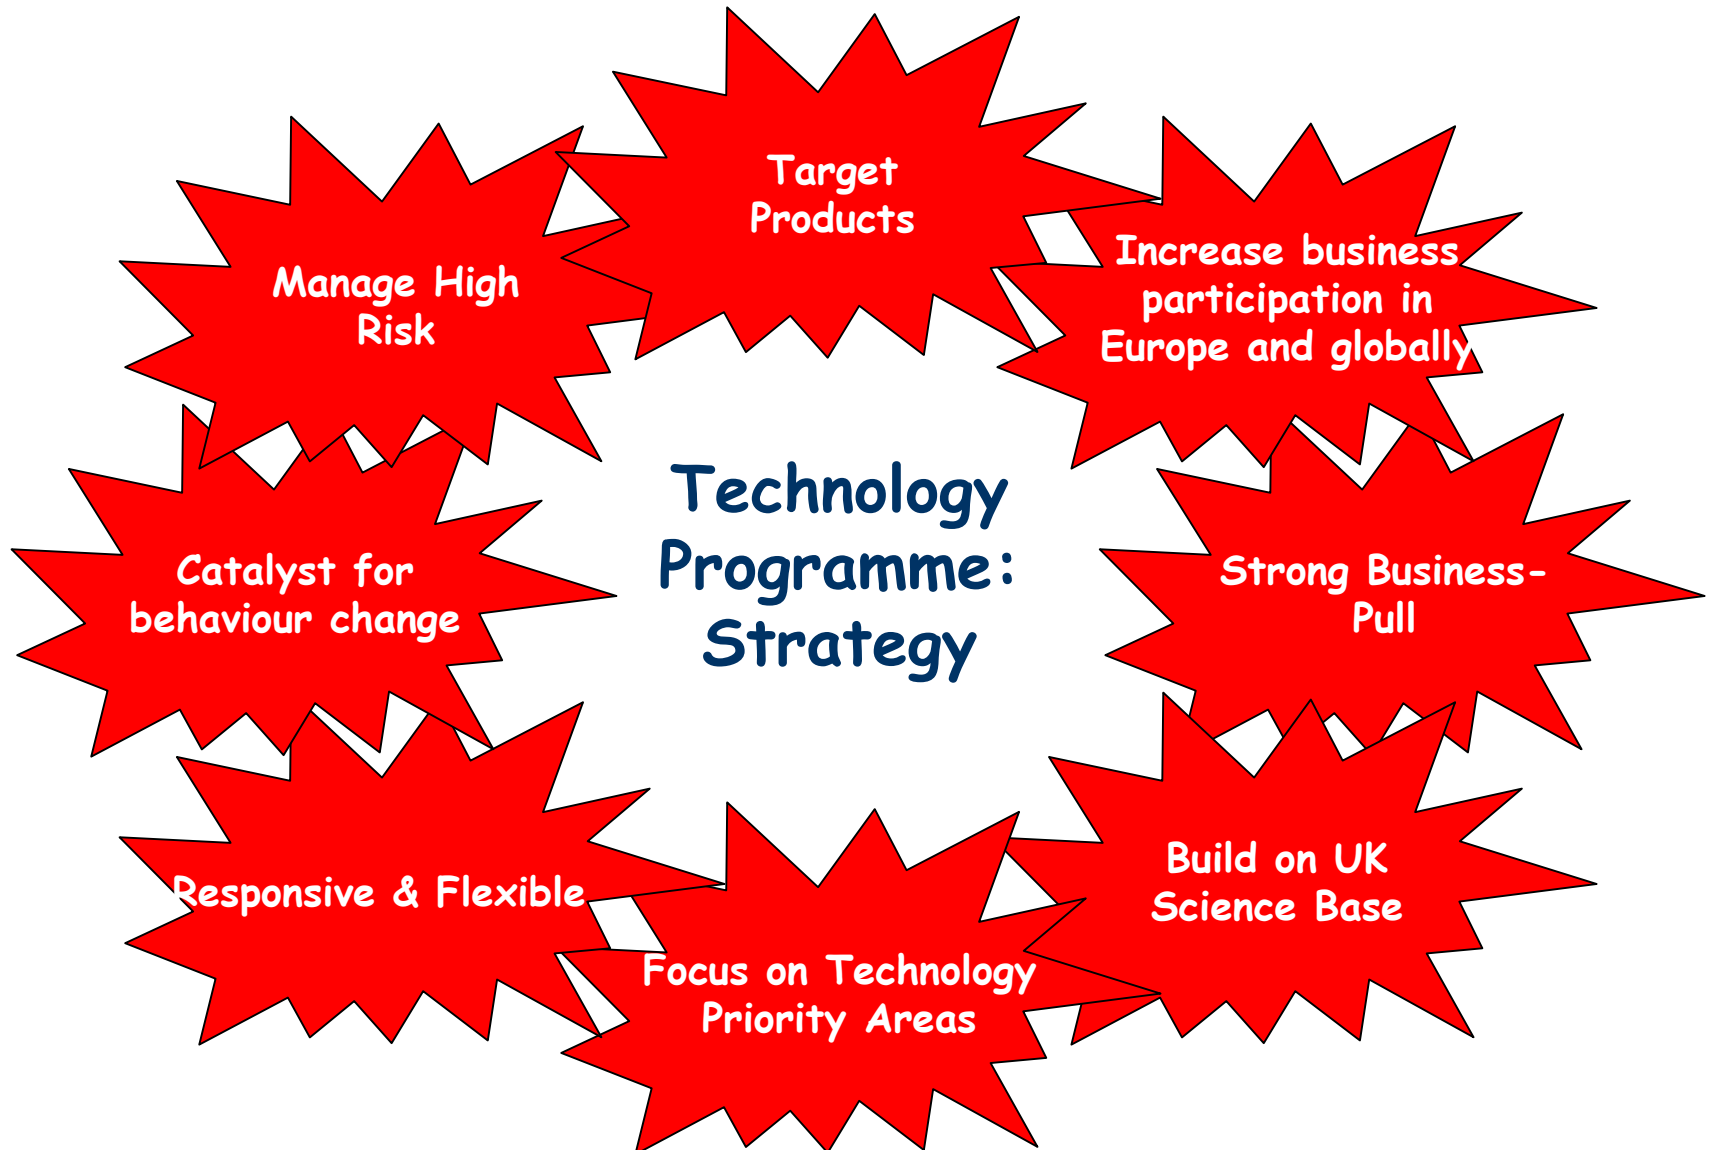 Target
Products
Manage High
Risk
Increase business
participation in
Europe and globally
Technology
Programme:
Strategy
Catalyst for
behaviour change
Strong Business-
Pull
Responsive & Flexible
Build on UK
Science Base
Focus on Technology
Priority Areas